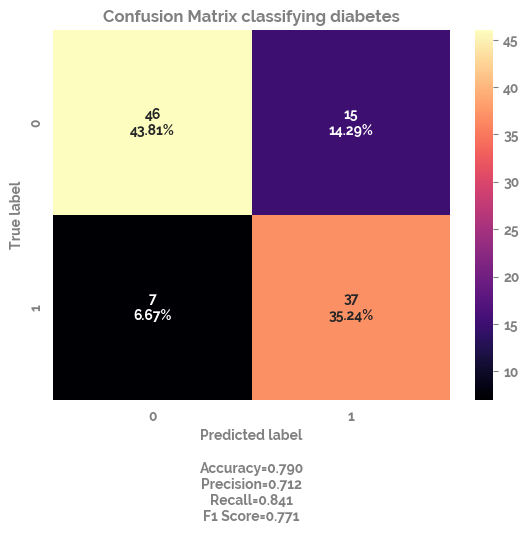 Confusion Matrix classifying diabetes
46
43.81%
15
14.29%
7
6.67%
37
35.24%
0
1
True label
0
1
Predicted label
45
40
35
30
25
20
15
10
Accuracy=0.790
Precision=0.712
Recall=0.841
F1 Score=0.771